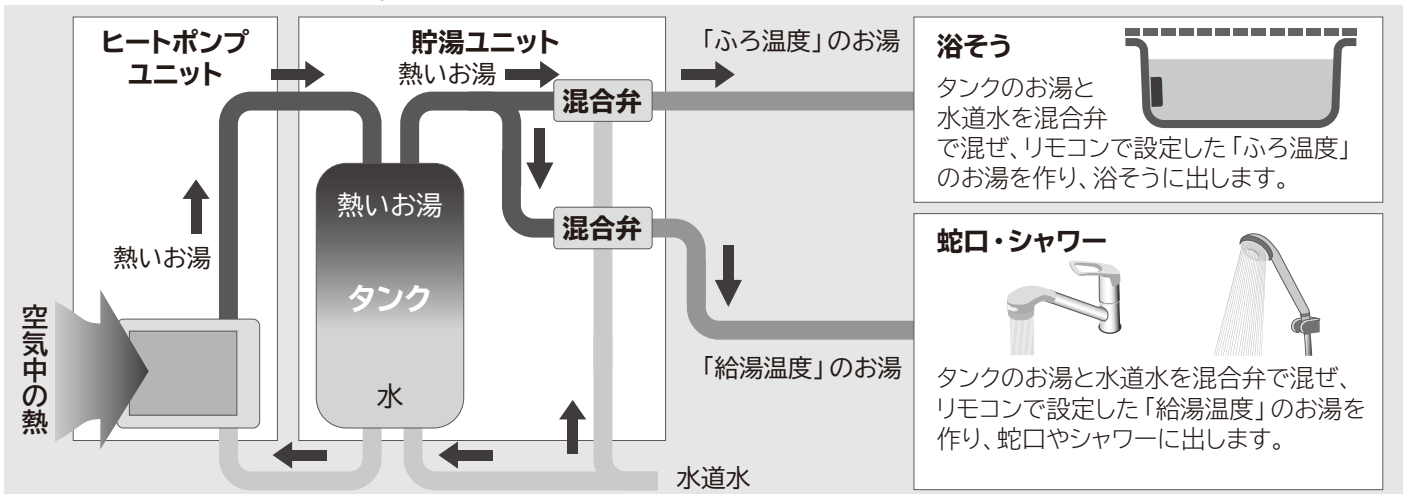 ヒートポンプ
ユニット
貯湯ユニット
熱いお湯
混合弁
「ふろ温度」のお湯
熱いお湯
混合弁
熱いお湯
タンク
水
空気中の熱
「給湯温度」のお湯
水道水
浴そう
タンクのお湯と
水道水を混合弁
で混ぜ、リモコンで設定した「ふろ温度」
のお湯を作り、浴そうに出します。
蛇口・シャワー
タンクのお湯と水道水を混合弁で混ぜ、
リモコンで設定した「給湯温度」のお湯を
作り、蛇口やシャワーに出します。